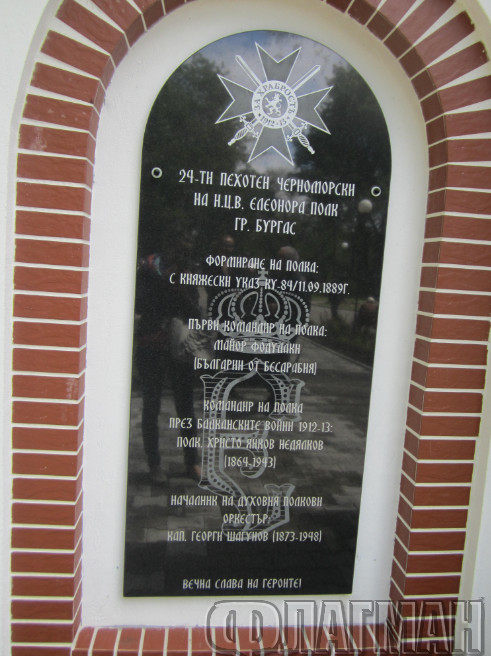 ЗА ХРАБРОСТЬ
1912-13
24-ТИ ПЕХОТЕН ЧЕРНОМОРСКИ
НА Н.Ц.В. ЕЛЕОНОРА ПОЛК
ГР. БУРГАС
ФОРМИРАНЕ НА ПОЛКА:
С КНЯЖЕСКИ УКАЗ КУ-84/11.09.1889Г.
ПЪРВИ КОМАНДИР НА ПОЛКА:
МАЙОР ФОДУЛАКИ
(БЪЛГАРИН ОТ БЕСАРАБИЯ)
КОМАНДИР НА ПОЛКА
ПРЕЗ БАЛКАНСКИТЕ ВОЙНИ 1912-13:
ПОЛК. ХРИСТО ЯНКОВ НЕДЯЛКОВ
(1864-1943)
НАЧАЛНИК НА ДУХОВИЯ ПОЛКОВИ
ОРКЕСТЪР:
КАП. ГЕОРГИ ШАГУНОВ (1873-1948)
ВЕЧНА СЛАВА НА ГЕРОИТЕ!
ФЛАГМАН